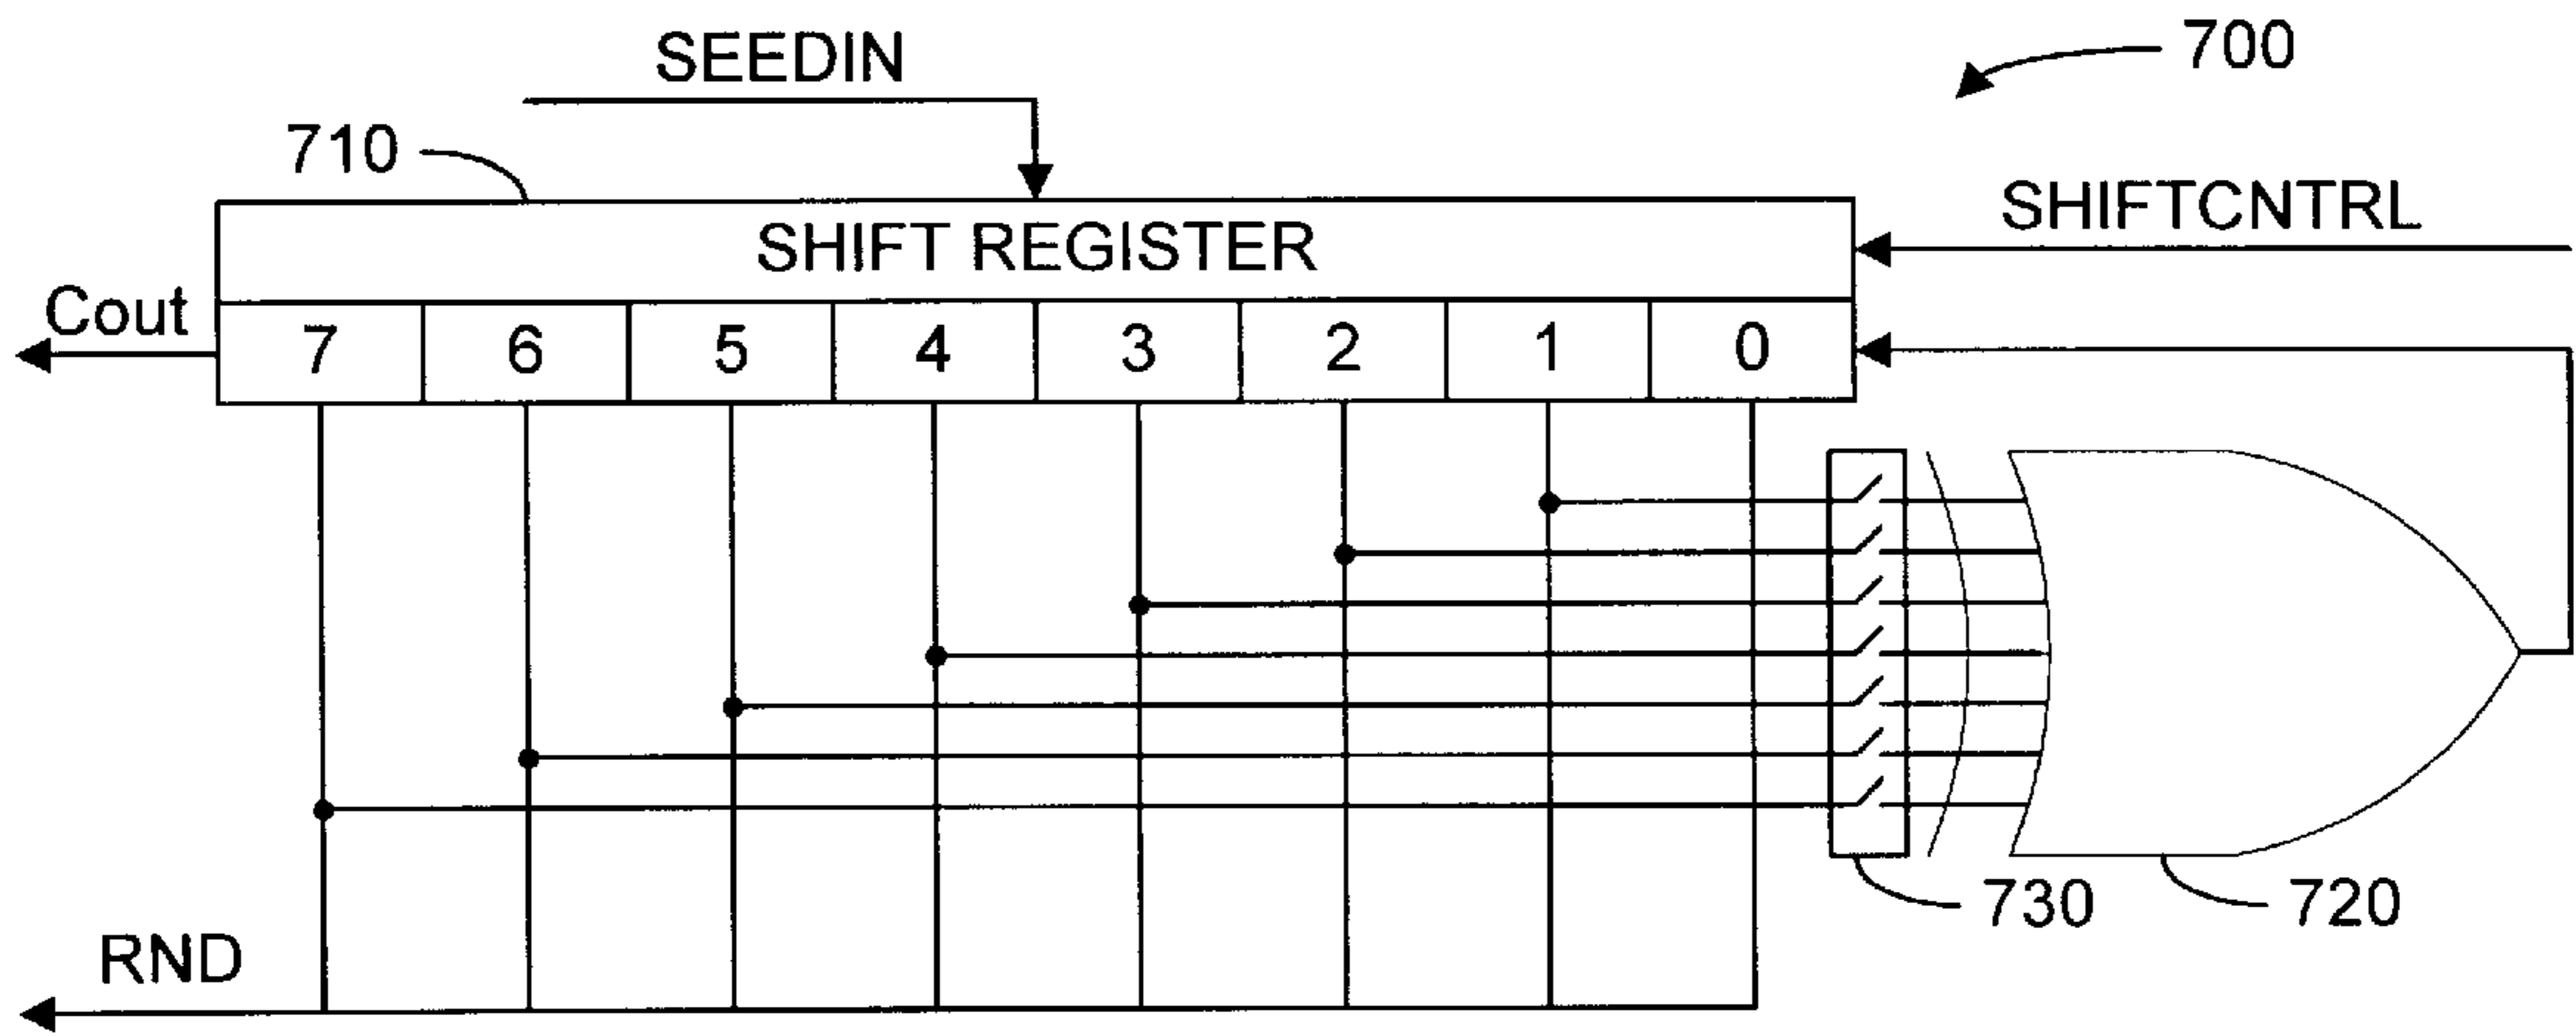 700
SEEDIN
710
SHIFTCNTRL
SHIFT REGISTER
Cout
7 6 5 4 3 2 1 0
730
720
RND